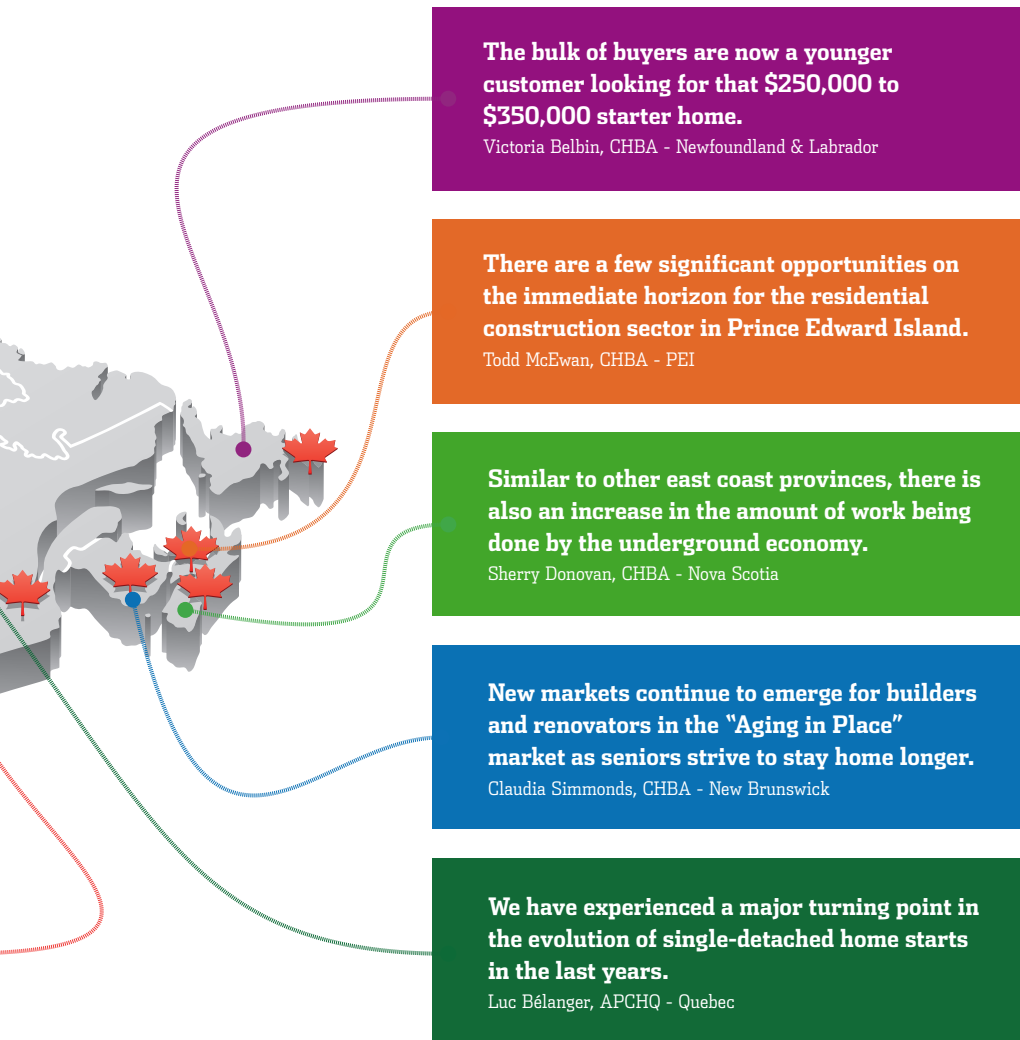 The bulk of buyers are now a younger
customer looking for that $250,000 to
$350,000 starter home.
Victoria Belbin, CHBA - Newfoundland & Labrador
There are a few significant opportunities on
the immediate horizon for the residential
construction sector in Prince Edward Island.
Todd McEwan, CHBA - PEI
Similar to other east coast provinces, there is
also an increase in the amount of work being
done by the underground economy.
Sherry Donovan, CHBA - Nova Scotia
New markets continue to emerge for builders
and renovators in the “Aging in Place”
market as seniors strive to stay home longer.
Claudia Simmonds, CHBA - New Brunswick
We have experienced a major turning point in
the evolution of single-detached home starts
in the last years.
Luc Bélanger, APCHQ - Quebec